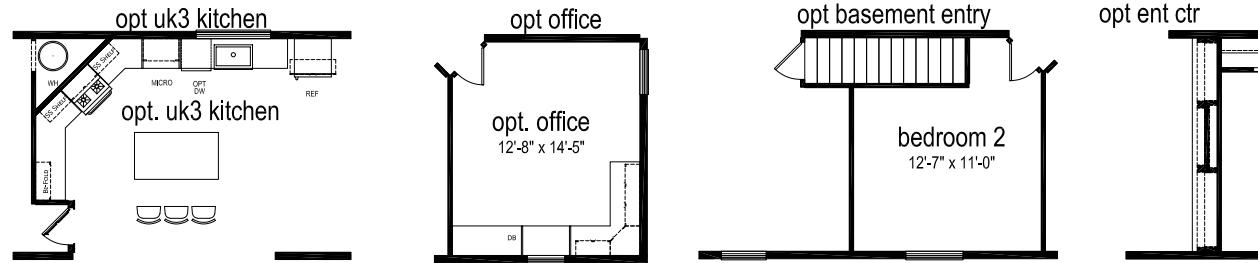 opt uk3 kitchen
WH
SS SHELF
SS SHELF
MICRO
OPT
DW
REF
opt. uk3 kitchen
BI-FOLD
opt office
opt. office
12'-8" x 14'-5"
DB
opt basement entry
bedroom 2
12'-7" x 11'-0"
opt ent ctr